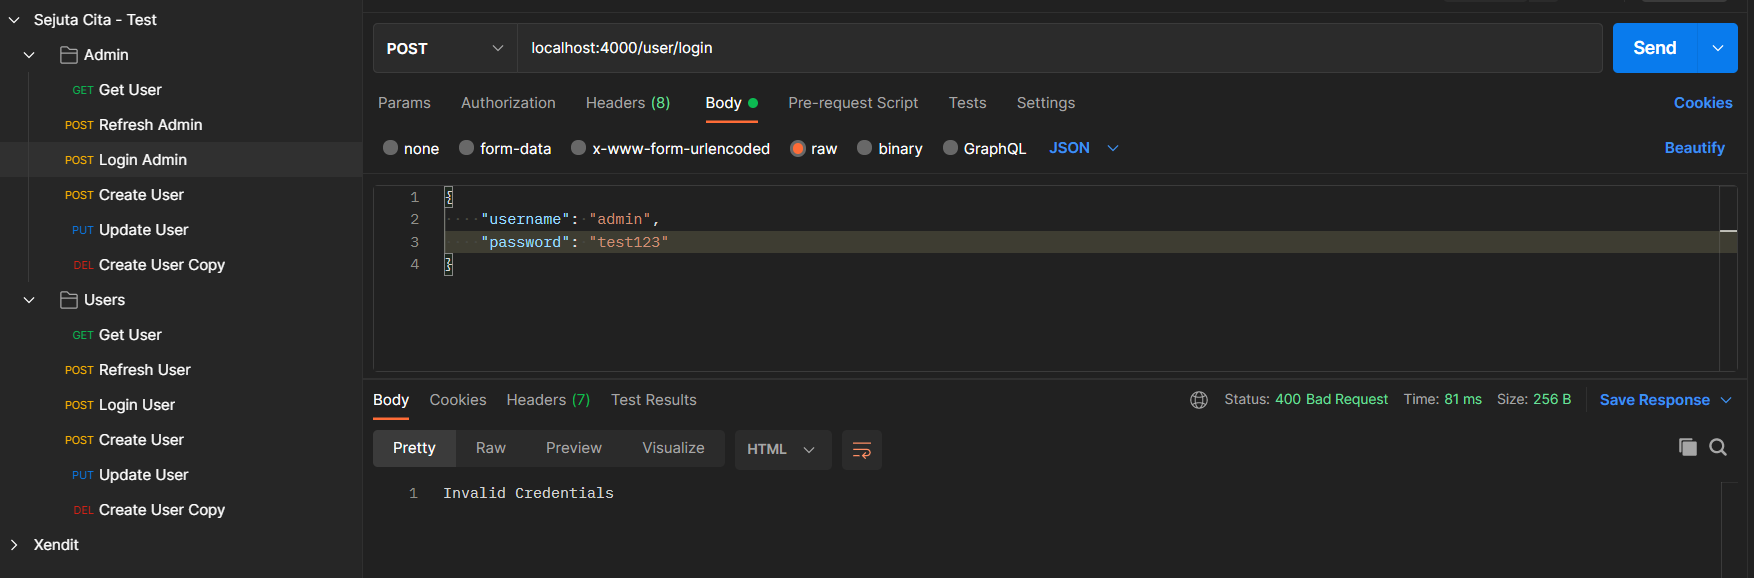 Sejuta Cita - Test
Admin
GET Get User
POST Refresh Admin
POST Login Admin
POST Create User
PUT Update User
DEL Create User Copy
Users
GET Get User
POST Refresh User
POST Login User
POST Create User
PUT Update User
DEL Create User Copy
Xendit
POST localhost:4000/user/login Send
Params Authorization Headers (8) Body Pre-request Script Tests Settings Cookies
none form-data x-www-form-urlencoded raw binary GraphQL JSON Beautify
1 {
2 "username": "admin",
3 "password": "test123"
4 }
Body Cookies Headers (7) Test Results Status: 400 Bad Request Time: 81 ms Size: 256 B Save Response
Pretty Raw Preview Visualize HTML
1 Invalid Credentials